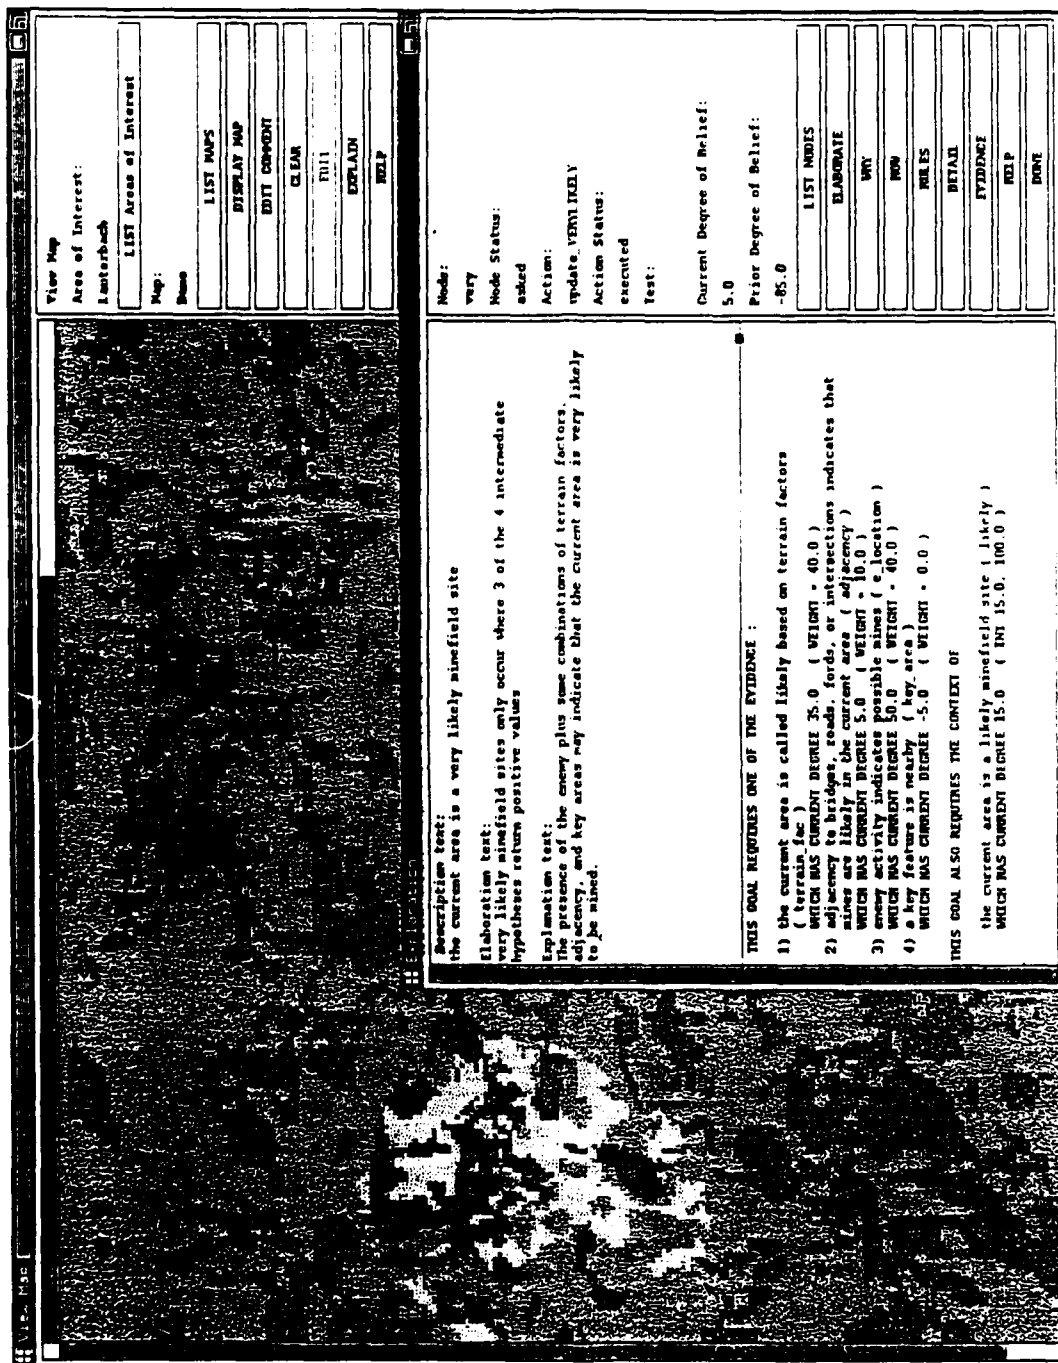 View Map
Area of Interest:
Lauterbach
LIST Areas of Interest
Map:
Demo
LIST MAPS
DISPLAY MAP
EDIT COMMENT
CLEAR
FULL
EXPLAIN
HELP
Description text:
the current area is a very likely minefield site
Elaboration text:
very likely minefield sites only occur where 3 of the 4 intermediate
hypotheses return positive values
Explanation text:
The presence of the enemy plus some combinations of terrain factors,
adjacency, and key areas may indicate that the current area is very likely
to be mined.
THIS GOAL REQUIRES ONE OF THE EVIDENCE :
1) the current area is called likely based on terrain factors
( terrain_fac )
WHICH HAS CURRENT DEGREE 35.0 ( WEIGHT = 40.0 )
2) adjacency to bridges, roads, fords, or intersections indicates that
mines are likely in the current area ( adjacency )
WHICH HAS CURRENT DEGREE 5.0 ( WEIGHT = 10.0 )
3) enemy activity indicates possible mines ( e_location )
WHICH HAS CURRENT DEGREE 50.0 ( WEIGHT = 40.0 )
4) a key feature is nearby ( key_area )
WHICH HAS CURRENT DEGREE -5.0 ( WEIGHT = 0.0 )
THIS GOAL ALSO REQUIRES THE CONTEXT OF
the current area is a likely minefield site ( likely )
WHICH HAS CURRENT DEGREE 15.0 ( INT 15.0, 100.0 )
Node:
very
Node Status:
asked
Action:
update_VERYLIKELY
Action Status:
executed
Test:
Current Degree of Belief:
5.0
Prior Degree of Belief:
-85.0
LIST NODES
ELABORATE
WHY
HOW
RULES
DETAIL
EVIDENCE
HELP
DONE